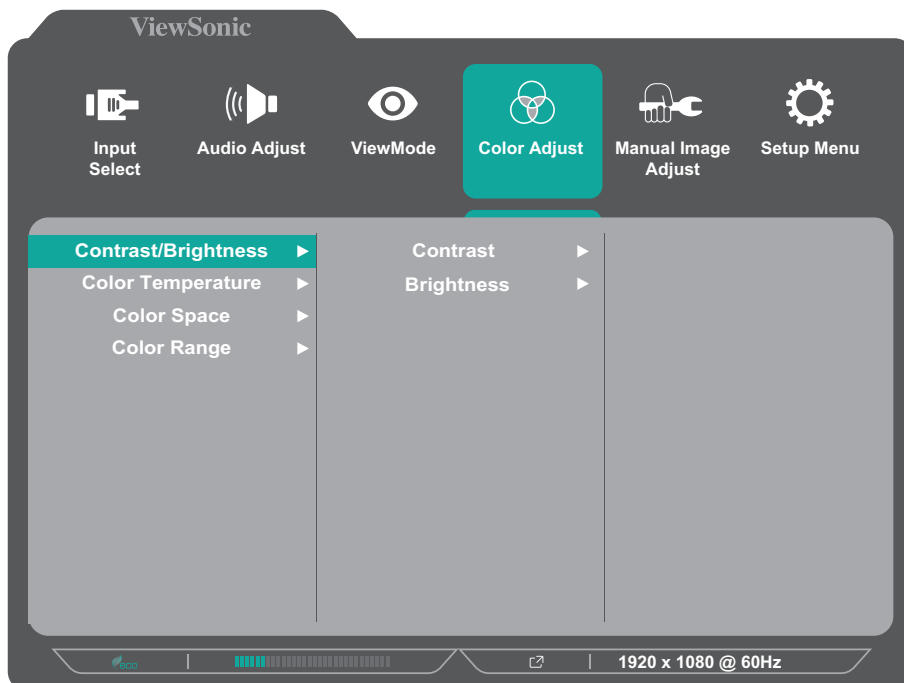 ViewSonic
Input Select
Audio Adjust
ViewMode
Color Adjust
Manual Image Adjust
Setup Menu
Contrast/Brightness
Contrast
Color Temperature
Brightness
Color Space
Color Range
eco
1920 x 1080 @ 60Hz